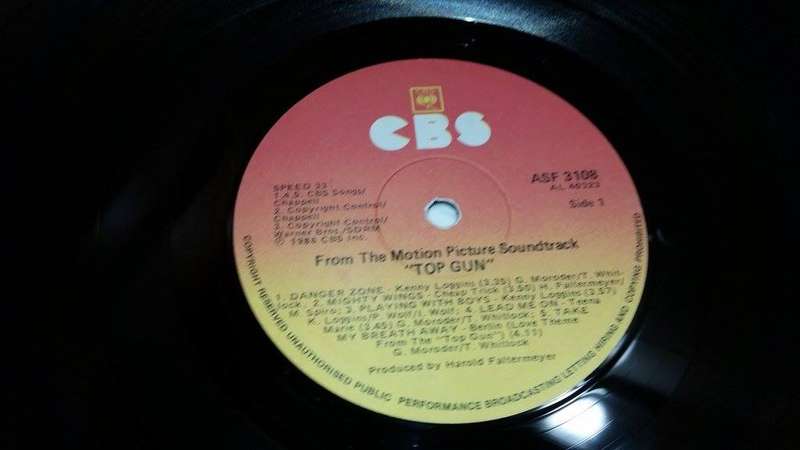 CBS
ASF 3108
AL 40323
Side 1
SPEED 33
1.4.5. CBS Songs/
Chappell
2. Copyright Control/
Chappell
3. Copyright Control/
Warner Bros./SDRM
℗ 1986 CBS Inc.
From The Motion Picture Soundtrack
"TOP GUN"
1. DANGER ZONE - Kenny Loggins (3.35) G. Moroder/T. Whit-
lock; 2. MIGHTY WINGS - Cheap Trick (3.50) H. Faltermeyer/
M. Spiro; 3. PLAYING WITH BOYS - Kenny Loggins (3.57)
K. Loggins/P. Wolf/I. Wolf; 4. LEAD ME ON - Teena
Marie (3.45) G. Moroder/T. Whitlock; 5. TAKE
MY BREATH AWAY - Berlin (Love Theme
From The "Top Gun") (4.11)
G. Moroder/T. Whitlock
Produced by Harold Faltermeyer
COPYRIGHT RESERVED UNAUTHORISED PUBLIC PERFORMANCE BROADCASTING LETTING HIRING AND COPYING PROHIBITED